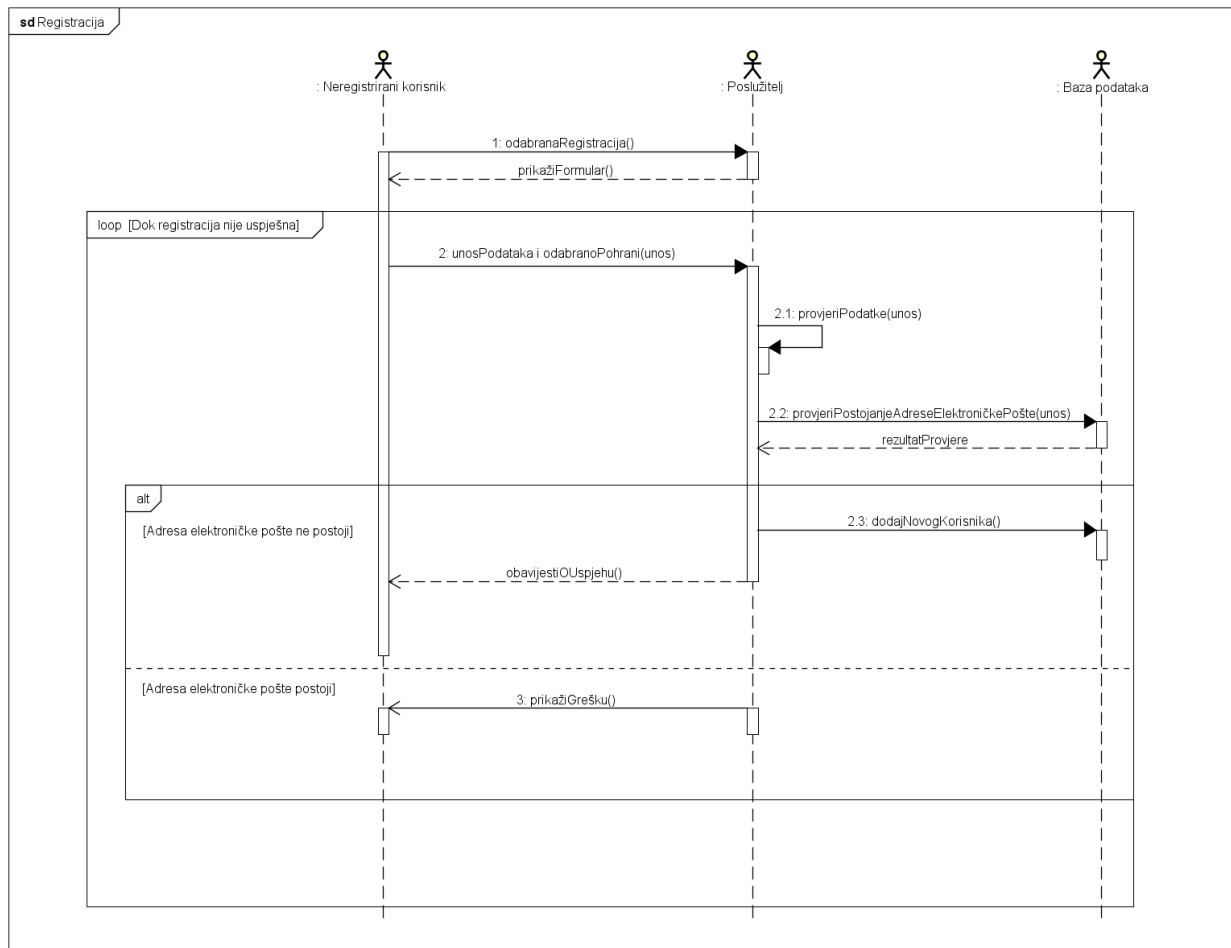 sd Registracija
: Neregistrirani korisnik
: Poslužitelj
: Baza podataka
1: odabranaRegistracija()
prikažiFormular()
loop [Dok registracija nije uspješna]
2: unosPodataka i odabranoPohrani(unos)
2.1: provjeriPodatke(unos)
2.2: provjeriPostojanjeAdreseElektroničkePošte(unos)
rezultatProvjere
alt
[Adresa elektroničke pošte ne postoji]
2.3: dodajNovogKorisnika()
obavijestiOUspjehu()
[Adresa elektroničke pošte postoji]
3: prikažiGrešku()